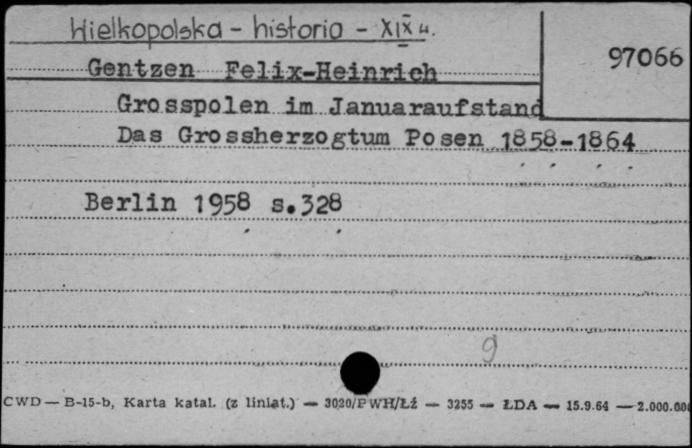 Wielkopolska - historia - XIX w.
97066
Gentzen Felix-Heinrich
Grosspolen im Januaraufstand
Das Grossherzogtum Posen 1858-1864
Berlin 1958 s.328
9
CWD — B-15-b, Karta katal. (z liniat.) — 3020/PWH/Łź — 3255 — ŁDA — 15.9.64 — 2.000.000